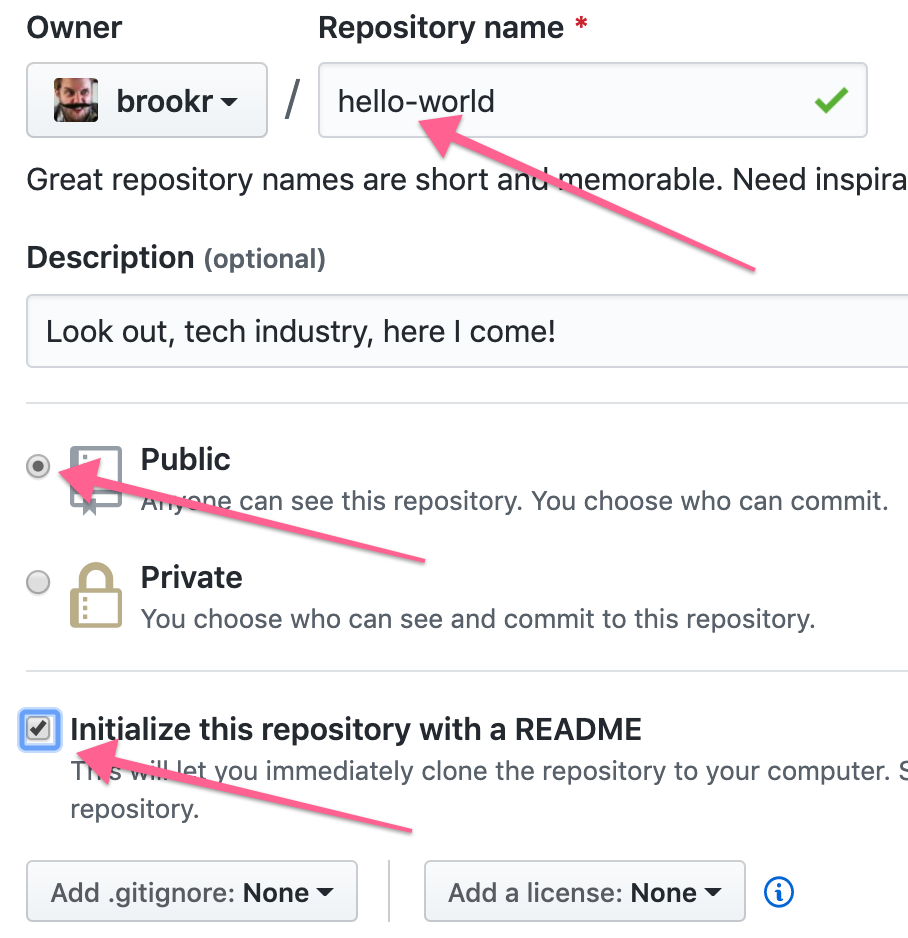 Owner
Repository name *
brookr / hello-world
Great repository names are short and memorable. Need inspira
Description (optional)
Look out, tech industry, here I come!
Public
Anyone can see this repository. You choose who can commit.
Private
You choose who can see and commit to this repository.
Initialize this repository with a README
This will let you immediately clone the repository to your computer. S
repository.
Add .gitignore: None
Add a license: None